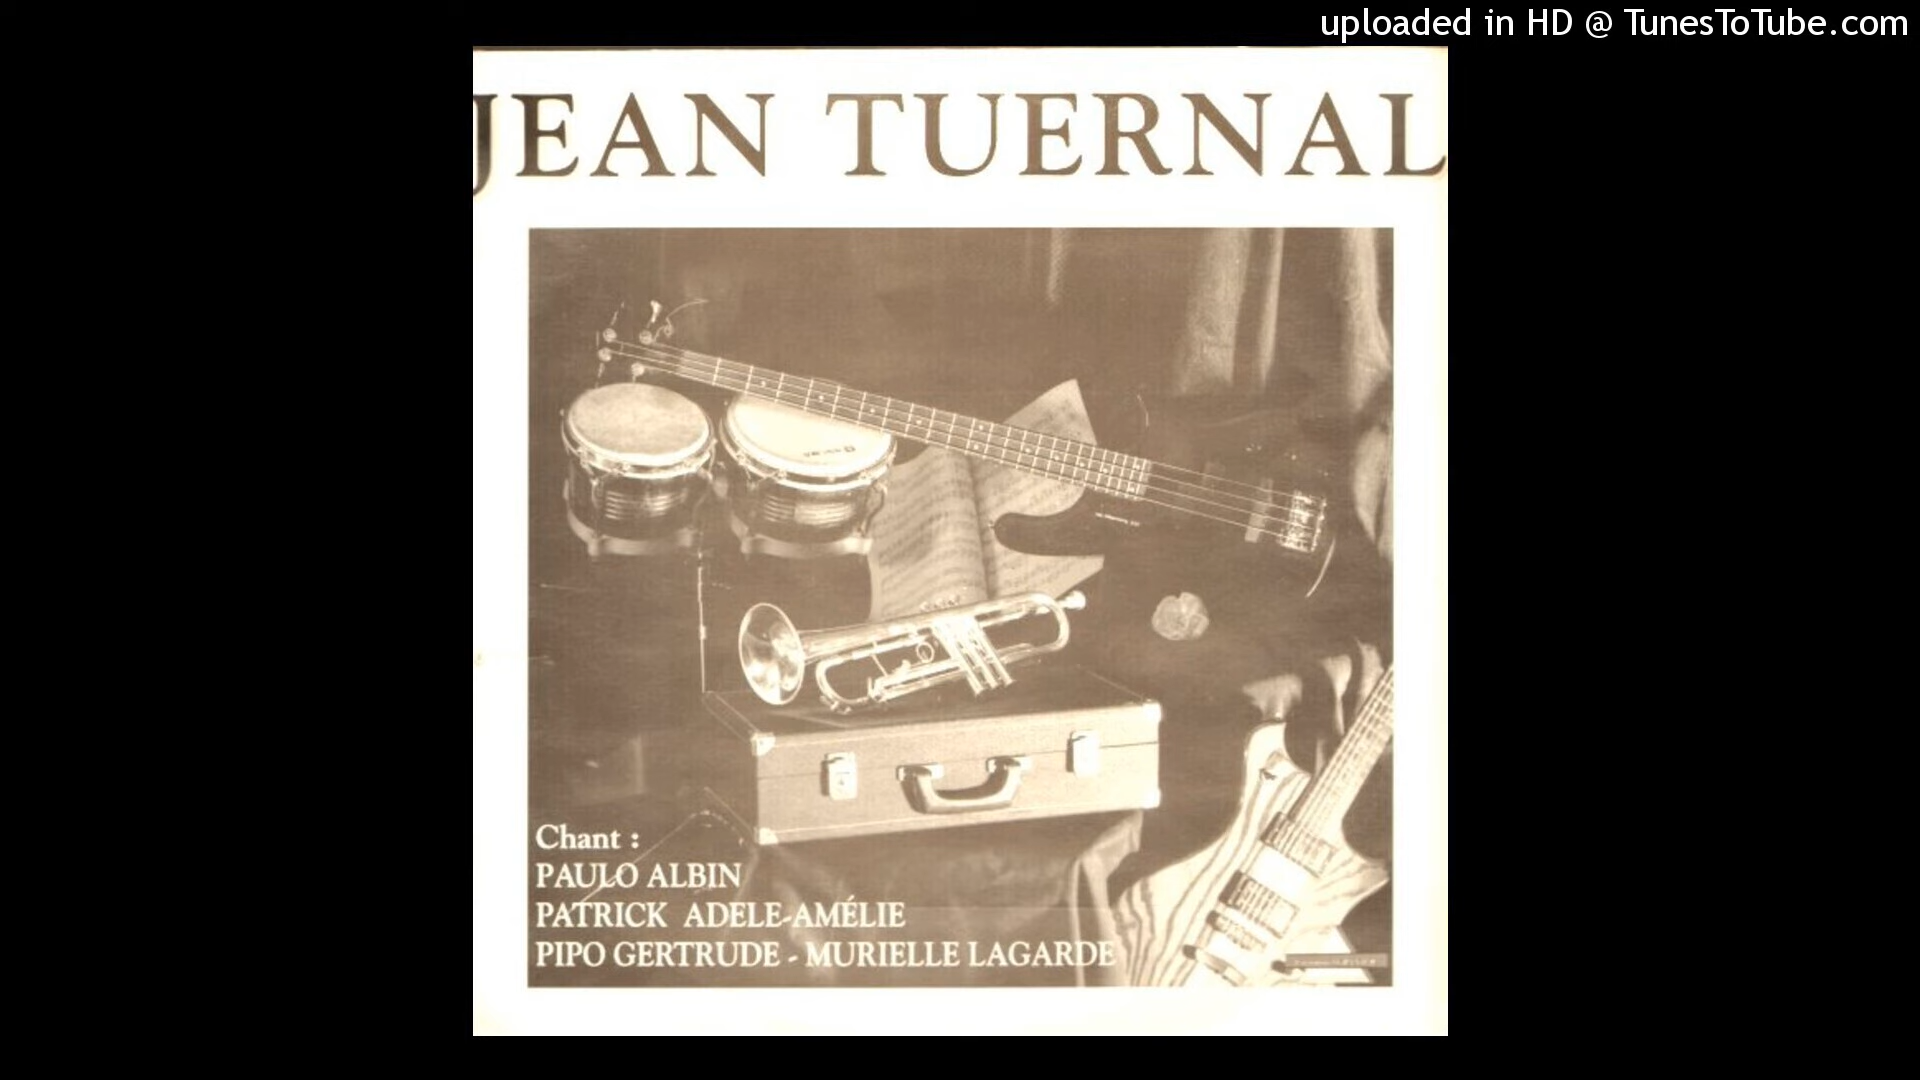 uploaded in HD @ TunesToTube.com
JEAN TUERNAL
Chant :
PAULO ALBIN
PATRICK ADELE-AMÉLIE
PIPO GERTRUDE - MURIELLE LAGARDE